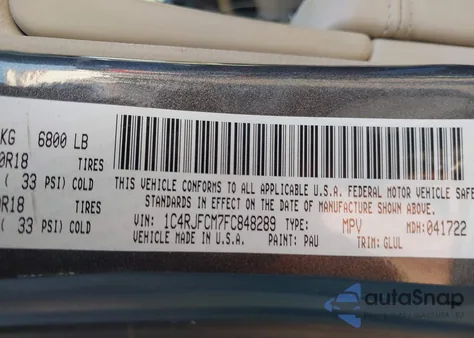 KG 6800 LB
0R18 TIRES
( 33 PSI) COLD
THIS VEHICLE CONFORMS TO ALL APPLICABLE U.S.A. FEDERAL MOTOR VEHICLE SAFE
STANDARDS IN EFFECT ON THE DATE OF MANUFACTURE SHOWN ABOVE.
0R18 TIRES
( 33 PSI) COLD
VIN: 1C4RJFCM7FC848289 TYPE: MPV MDH: 041722
VEHICLE MADE IN U.S.A. PAINT: PAU TRIM: GLUL
autoSnap